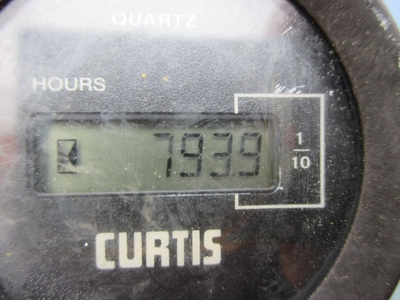 QUARTZ
HOURS
793.9
1
10
CURTIS